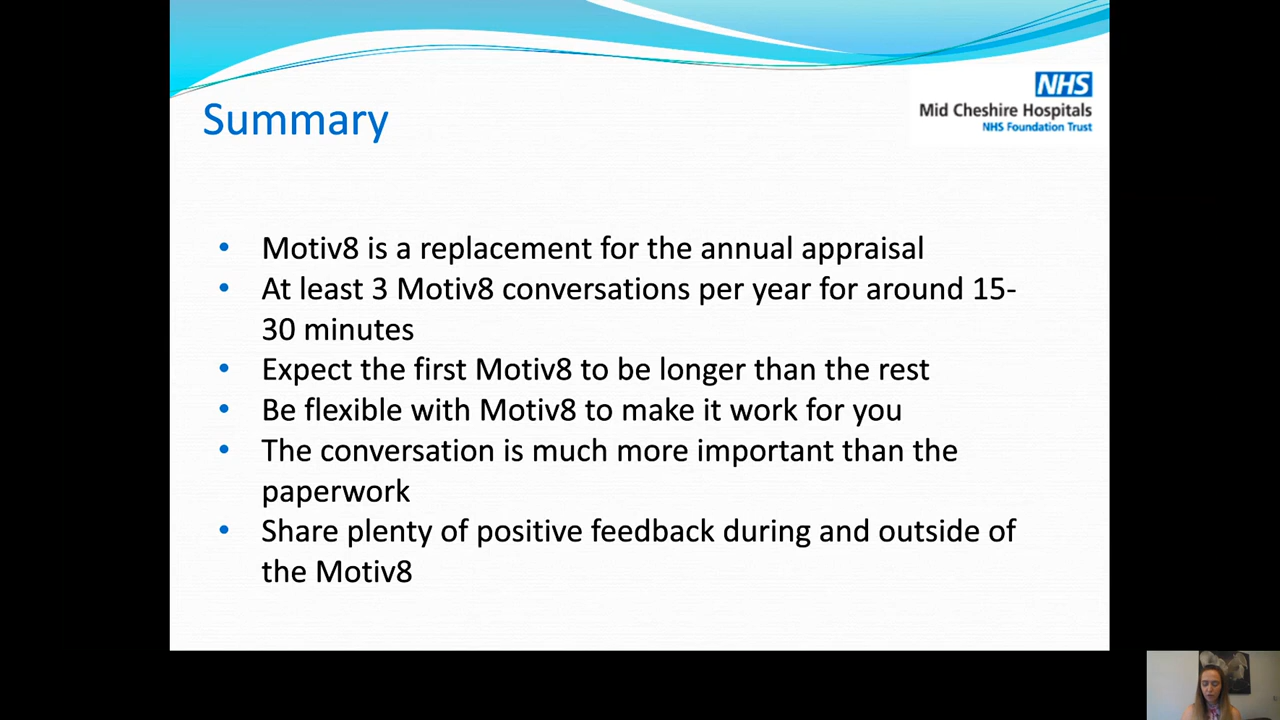 NHS
Mid Cheshire Hospitals
NHS Foundation Trust
Summary
• Motiv8 is a replacement for the annual appraisal
• At least 3 Motiv8 conversations per year for around 15-
30 minutes
• Expect the first Motiv8 to be longer than the rest
• Be flexible with Motiv8 to make it work for you
• The conversation is much more important than the
paperwork
• Share plenty of positive feedback during and outside of
the Motiv8